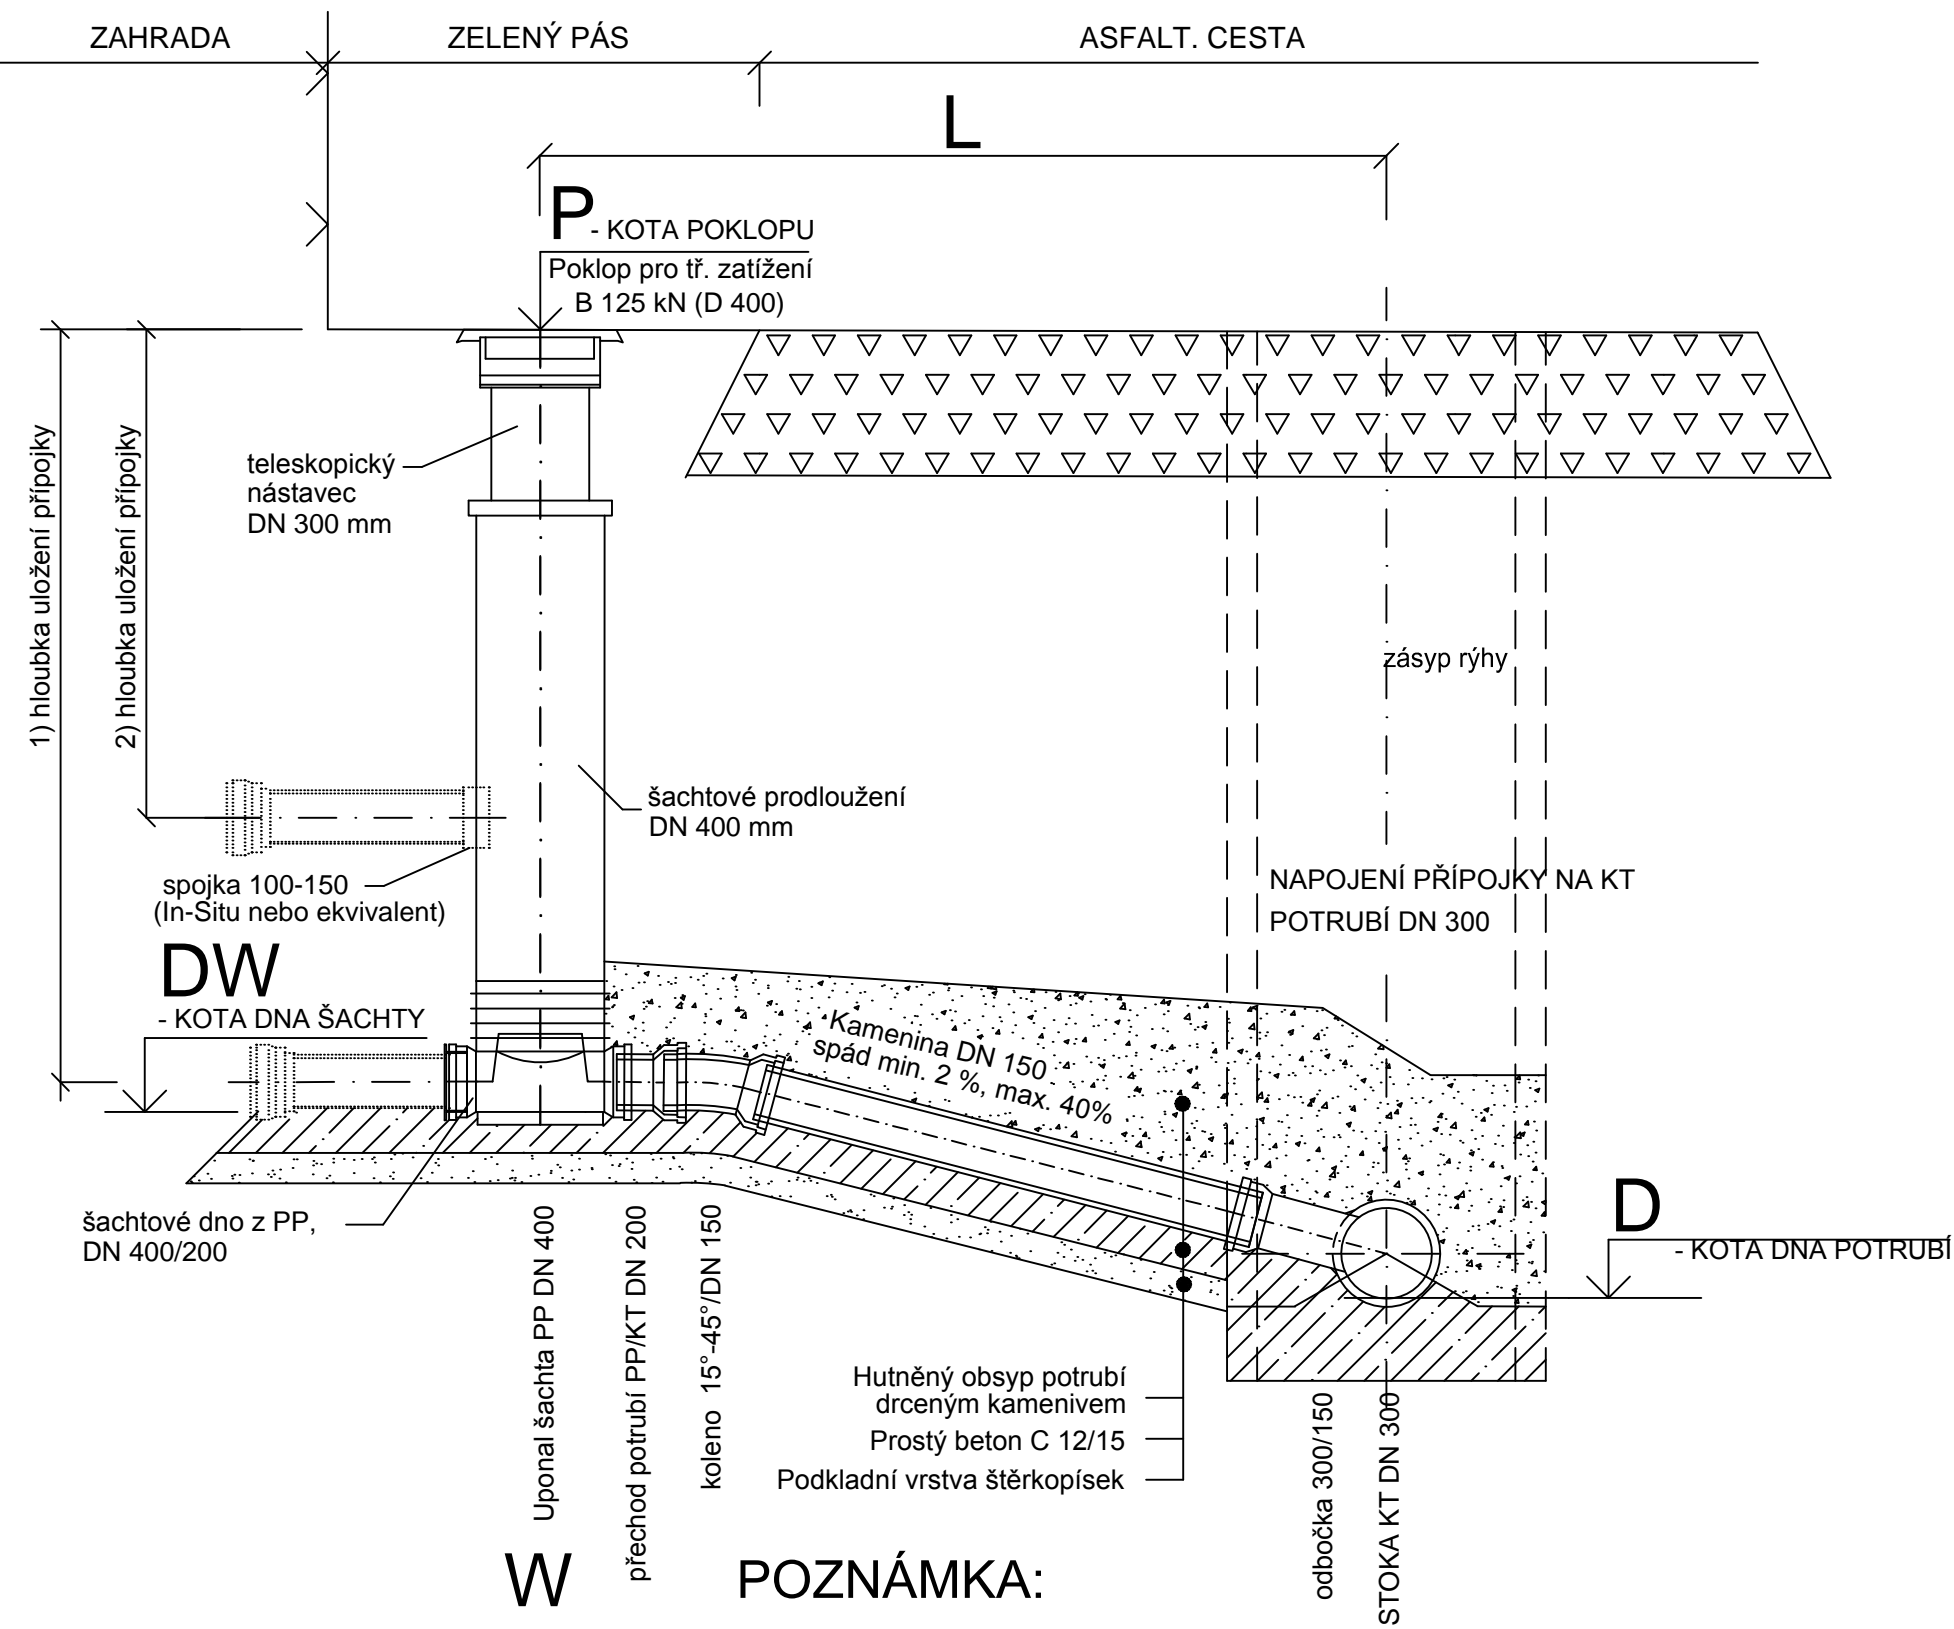 ZAHRADA
ZELENÝ PÁS
ASFALT. CESTA
L
P - KOTA POKLOPU
Poklop pro tř. zatížení
B 125 kN (D 400)
1) hloubka uložení přípojky
2) hloubka uložení přípojky
teleskopický
nástavec
DN 300 mm
zásyp rýhy
šachtové prodloužení
DN 400 mm
spojka 100-150
(In-Situ nebo ekvivalent)
NAPOJENÍ PŘÍPOJKY NA KT
POTRUBÍ DN 300
DW
- KOTA DNA ŠACHTY
Kamenina DN 150
spád min. 2 %, max. 40%
šachtové dno z PP,
DN 400/200
D
- KOTA DNA POTRUBÍ
Uponal šachta PP DN 400
přechod potrubí PP/KT DN 200
koleno 15°-45°/DN 150
Hutněný obsyp potrubí
drceným kamenivem
Prostý beton C 12/15
Podkladní vrstva štěrkopísek
odbočka 300/150
STOKA KT DN 300
W
POZNÁMKA: